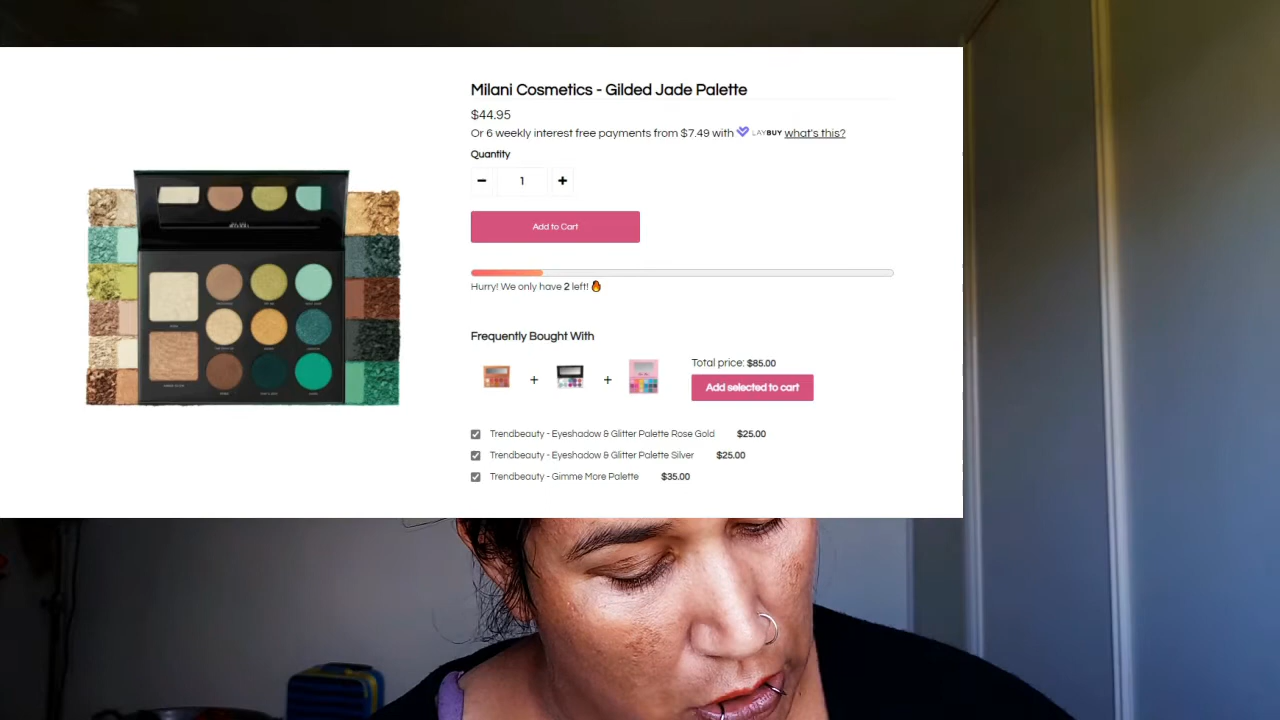 Milani Cosmetics - Gilded Jade Palette
$44.95
Or 6 weekly interest free payments from $7.49 with LAYBUY what's this?
Quantity
− 1 +
Add to Cart
Hurry! We only have 2 left! 🔥
Frequently Bought With
+ +
Total price: $85.00
Add selected to cart
Trendbeauty - Eyeshadow & Glitter Palette Rose Gold $25.00
Trendbeauty - Eyeshadow & Glitter Palette Silver $25.00
Trendbeauty - Gimme More Palette $35.00